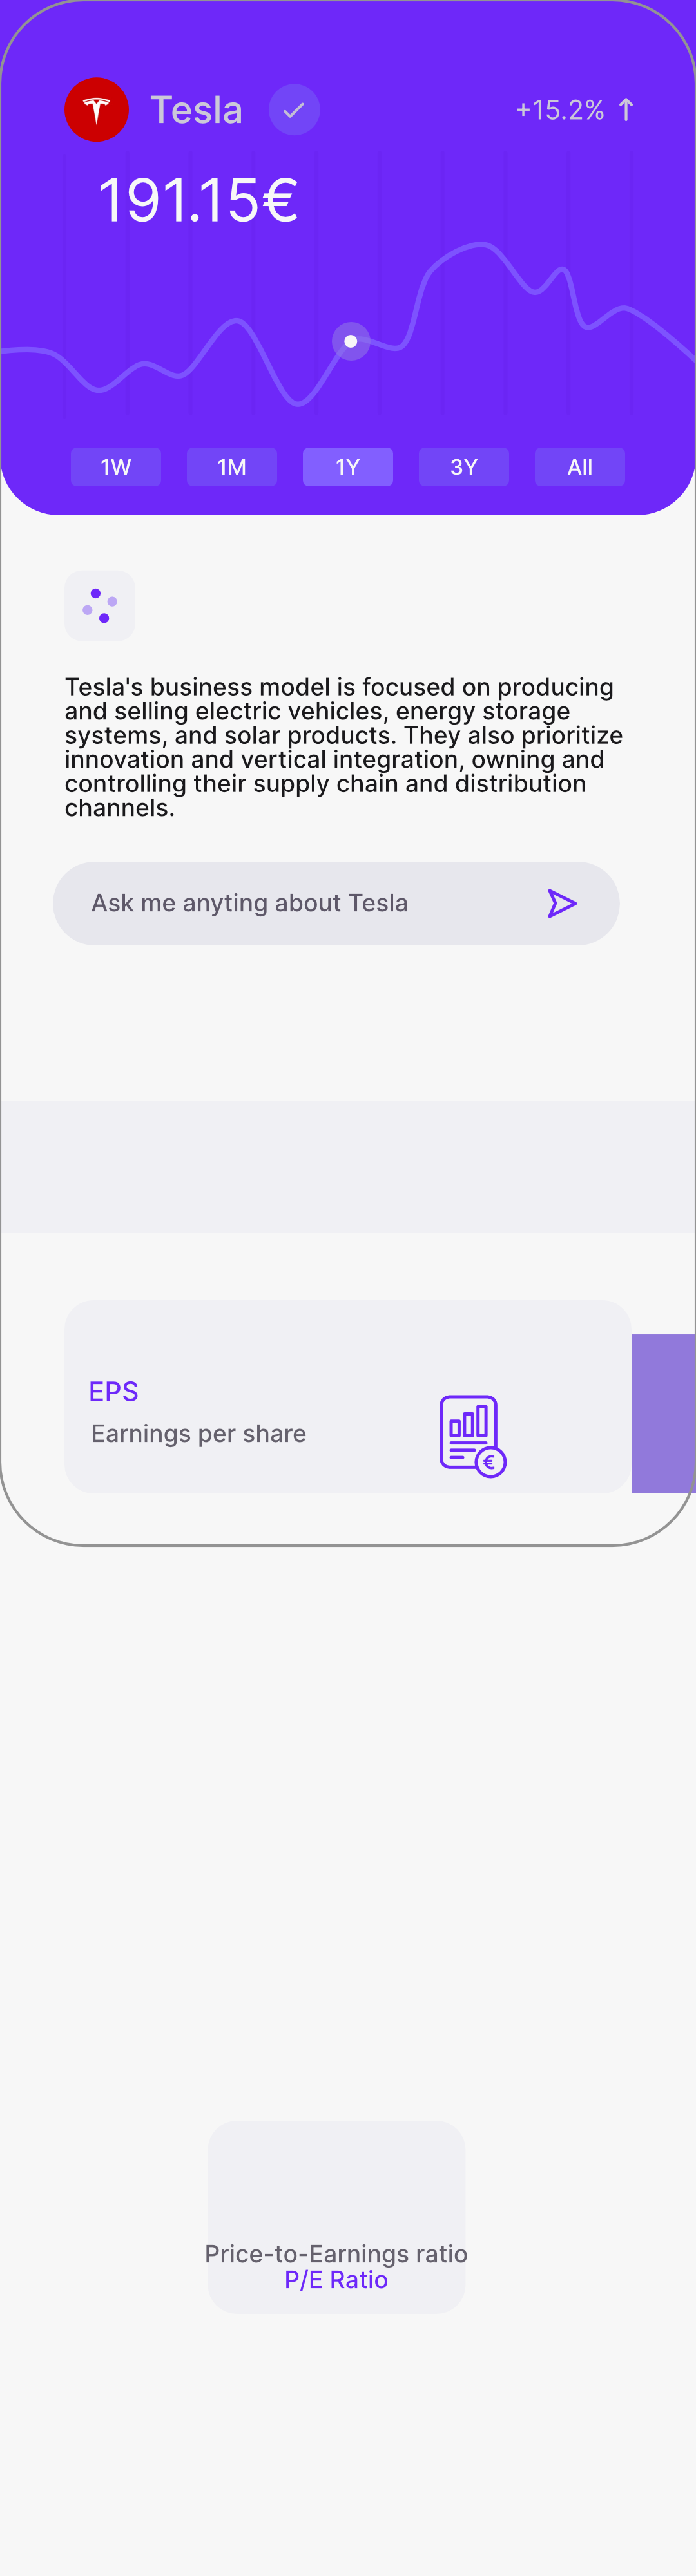 Tesla
+15.2% ↑
191.15€
1W 1M 1Y 3Y All
Tesla's business model is focused on producing
and selling electric vehicles, energy storage
systems, and solar products. They also prioritize
innovation and vertical integration, owning and
controlling their supply chain and distribution
channels.
Ask me anyting about Tesla
EPS
Earnings per share
€
Price-to-Earnings ratio
P/E Ratio